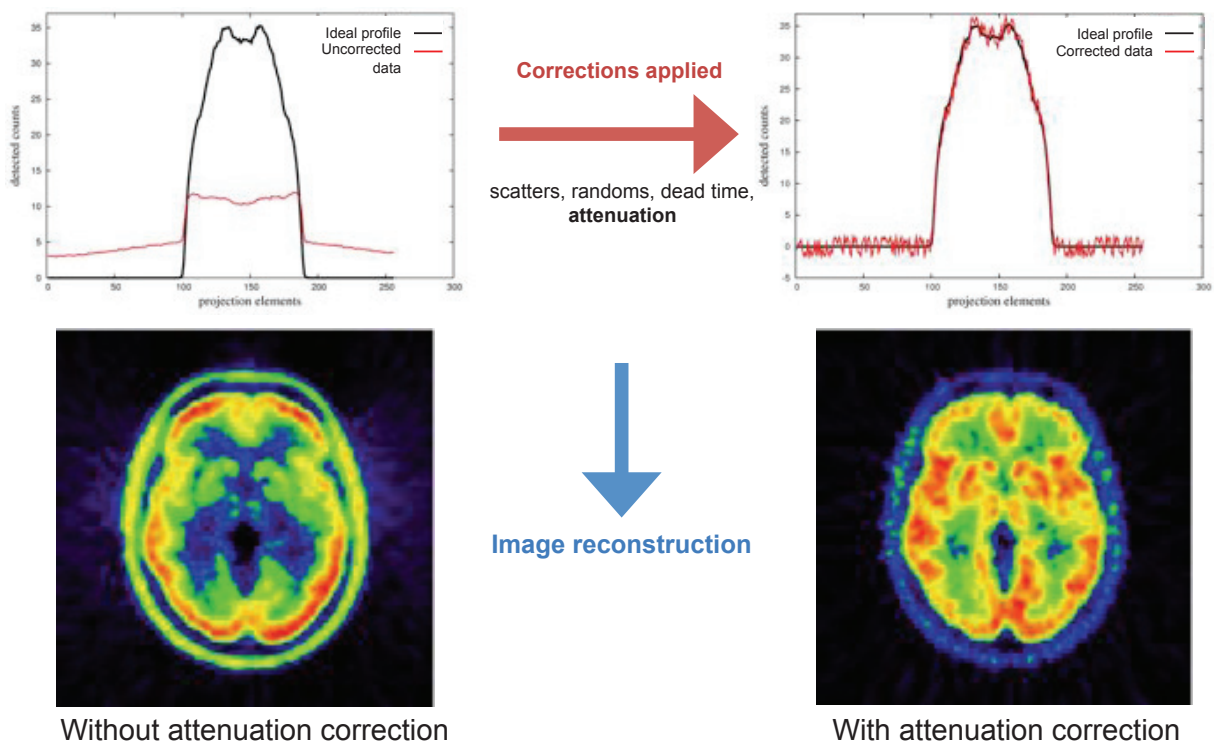 35
30
25
20
15
10
5
0
detected counts
Ideal profile
Uncorrected
data
0
50
100
150
200
250
300
projection elements
Corrections applied
scatters, randoms, dead time,
attenuation
35
30
25
20
15
10
5
0
-5
detected counts
Ideal profile
Corrected data
0
50
100
150
200
250
300
projection elements
Image reconstruction
Without attenuation correction
With attenuation correction